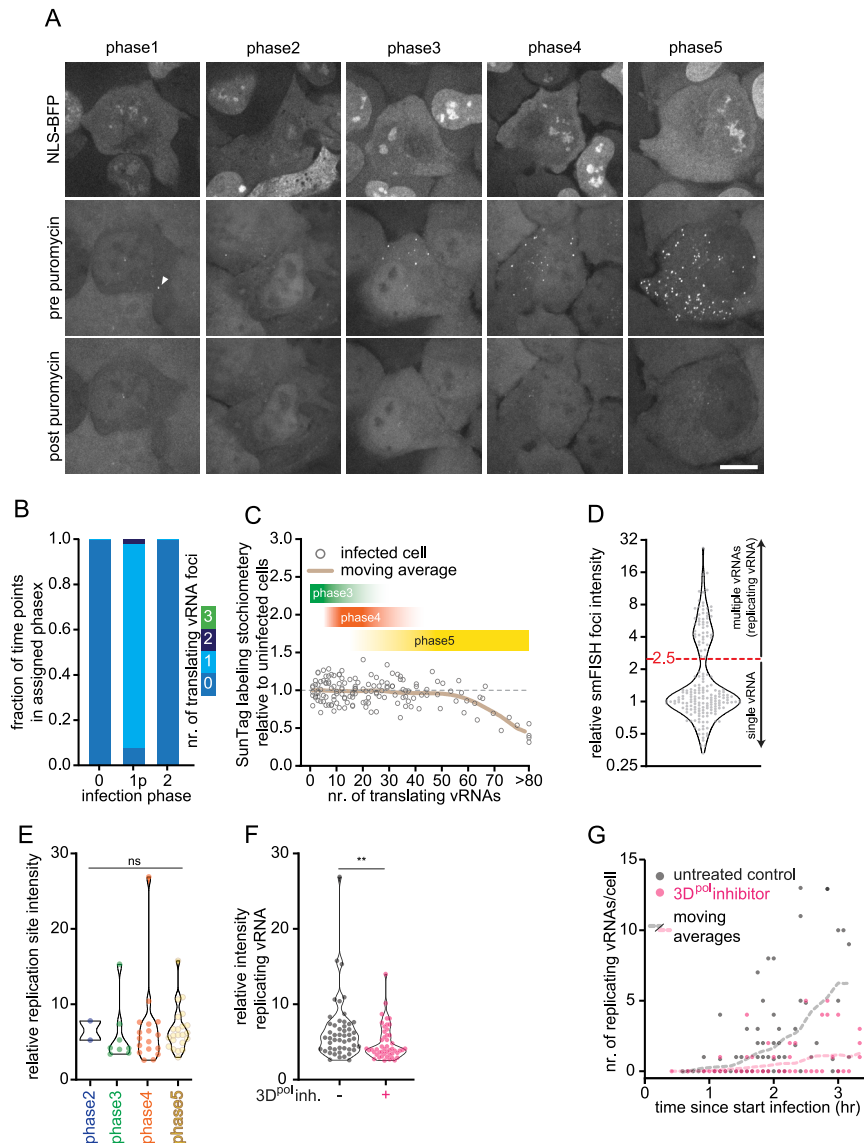 A
phase1 phase2 phase3 phase4 phase5
NLS-BFP
pre puromycin
post puromycin
B
fraction of time points
in assigned phasex
1.0
0.8
0.6
0.4
0.2
0.0
0 1p 2
infection phase
nr. of translating vRNA foci
3
2
1
0
C
SunTag labeling stochiometery
relative to uninfected cells
3.0
2.5
2.0
1.5
1.0
0.5
0.0
infected cell
moving average
phase3
phase4
phase5
0 10 20 30 40 50 60 70 >80
nr. of translating vRNAs
D
relative smFISH foci intensity
32
16
8
4
2
1
0.5
0.25
2.5
multiple vRNAs
(replicating vRNA)
single vRNA
E
relative replication site intensity
30
20
10
0
ns
phase2
phase3
phase4
phase5
F
relative intensity
replicating vRNA
30
20
10
0
**
3Dpol inh. - +
G
nr. of replicating vRNAs/cell
15
10
5
0
untreated control
3Dpol inhibitor
moving
averages
0 1 2 3
time since start infection (hr)